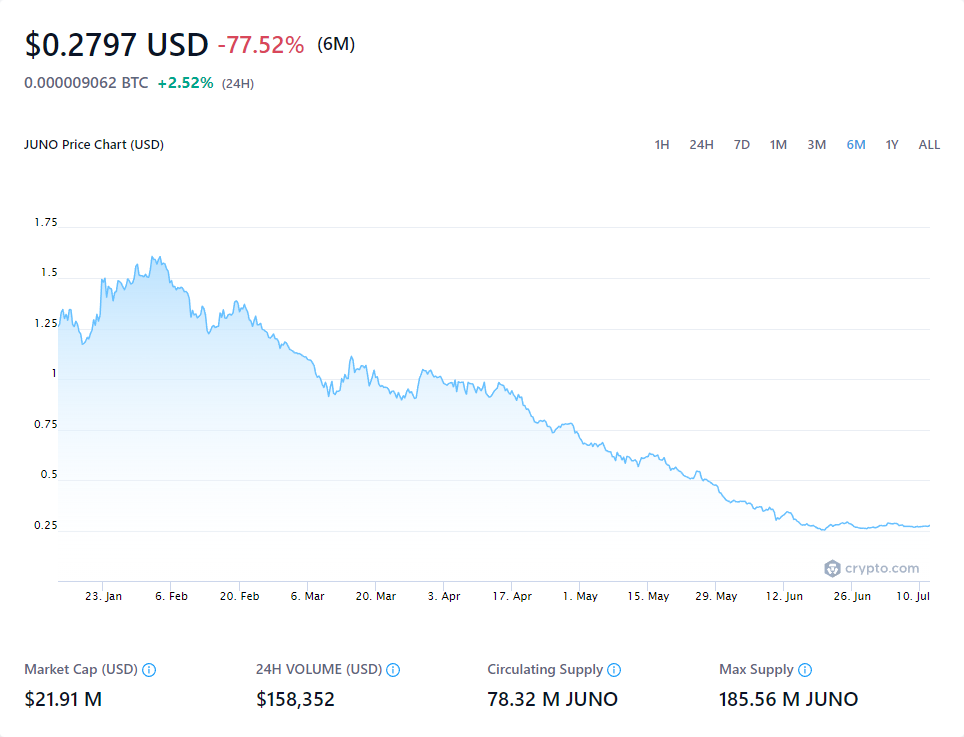 $0.2797 USD -77.52% (6M)
0.000009062 BTC +2.52% (24H)
JUNO Price Chart (USD) 1H 24H 7D 1M 3M 6M 1Y ALL
1.75
1.5
1.25
1
0.75
0.5
0.25
crypto.com
23. Jan 6. Feb 20. Feb 6. Mar 20. Mar 3. Apr 17. Apr 1. May 15. May 29. May 12. Jun 26. Jun 10. Jul
Market Cap (USD) 24H VOLUME (USD) Circulating Supply Max Supply
$21.91 M $158,352 78.32 M JUNO 185.56 M JUNO